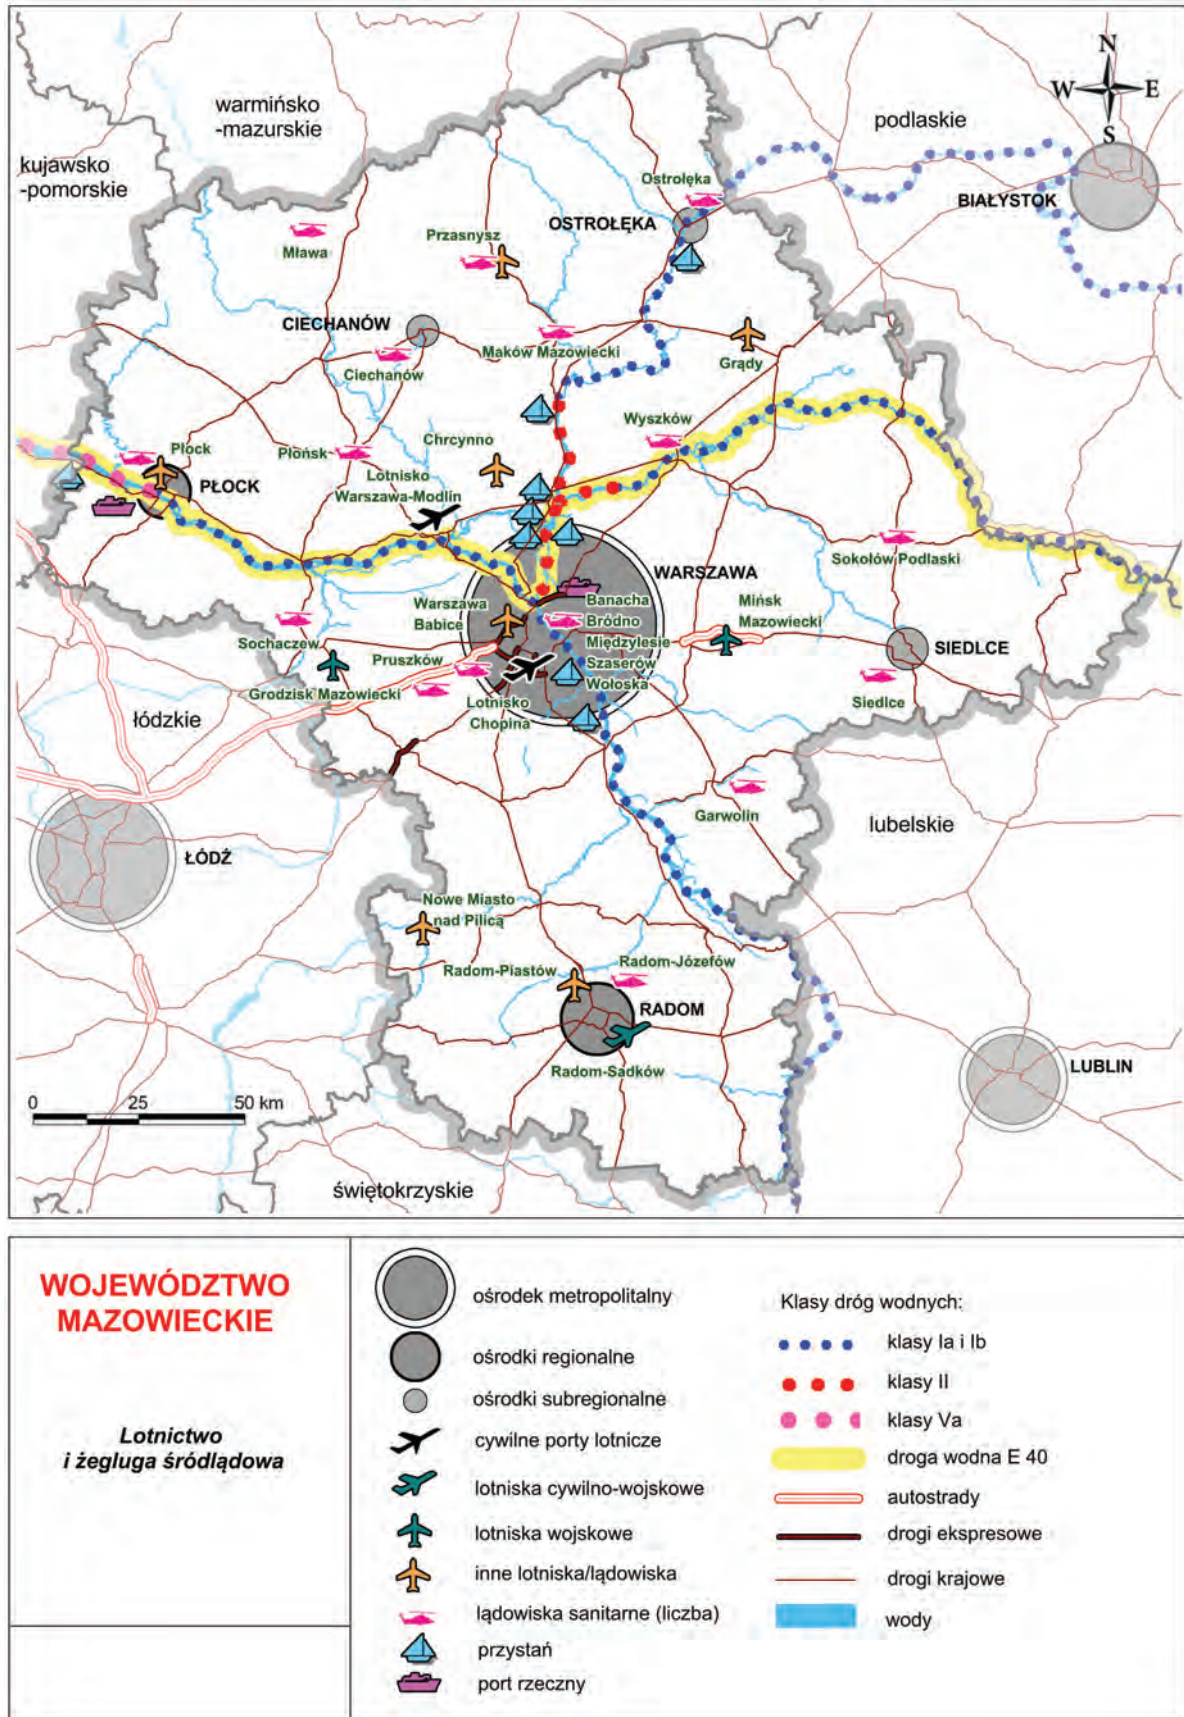 N
W E
S
warmińsko
-mazurskie
podlaskie
kujawsko
-pomorskie
BIAŁYSTOK
Ostrołęka
OSTROŁĘKA
Mława
Przasnysz
CIECHANÓW
Ciechanów
Maków Mazowiecki
Grądy
Wyszków
Chrcynno
Płońsk
Płock
PŁOCK
Lotnisko
Warszawa-Modlin
Sokołów Podlaski
WARSZAWA
Warszawa
Babice
Banacha
Bródno
Międzylesie
Szaserów
Wołoska
Mińsk
Mazowiecki
SIEDLCE
Siedlce
Sochaczew
Pruszków
Grodzisk Mazowiecki
Lotnisko
Chopina
łódzkie
Garwolin
lubelskie
ŁÓDŹ
Nowe Miasto
nad Pilicą
Radom-Piastów
Radom-Józefów
RADOM
Radom-Sadków
LUBLIN
0 25 50 km
świętokrzyskie
WOJEWÓDZTWO
MAZOWIECKIE
Lotnictwo
i żegluga śródlądowa
ośrodek metropolitalny
ośrodki regionalne
ośrodki subregionalne
cywilne porty lotnicze
lotniska cywilno-wojskowe
lotniska wojskowe
inne lotniska/lądowiska
lądowiska sanitarne (liczba)
przystań
port rzeczny
Klasy dróg wodnych:
klasy Ia i Ib
klasy II
klasy Va
droga wodna E 40
autostrady
drogi ekspresowe
drogi krajowe
wody